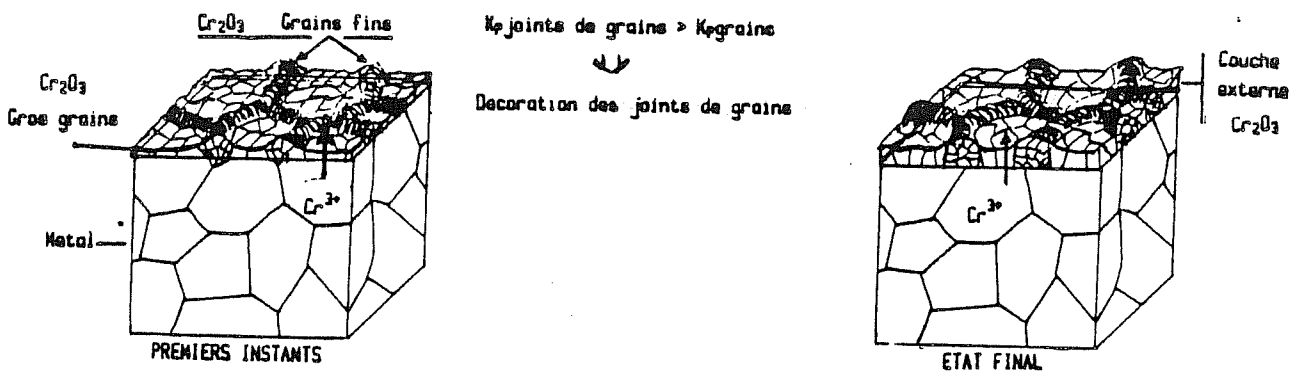 Cr₂O₃ Grains fins
Cr₂O₃
Gros grains
Cr³⁺
Metal
PREMIERS INSTANTS
Kₚ joints de grains > Kₚ grains
Decoration des joints de grains
Couche
externe
Cr₂O₃
Cr³⁺
ETAT FINAL